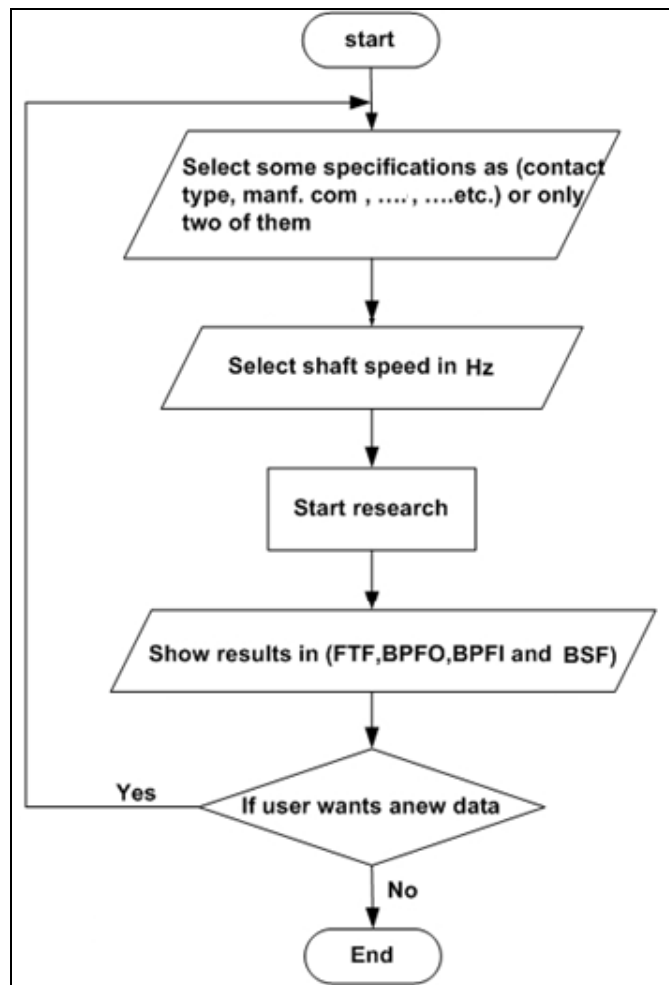 start
Select some specifications as (contact
type, manf. com , .... , ....etc.) or only
two of them
Select shaft speed in Hz
Start research
Show results in (FTF,BPFO,BPFI and BSF)
If user wants anew data
Yes
No
End